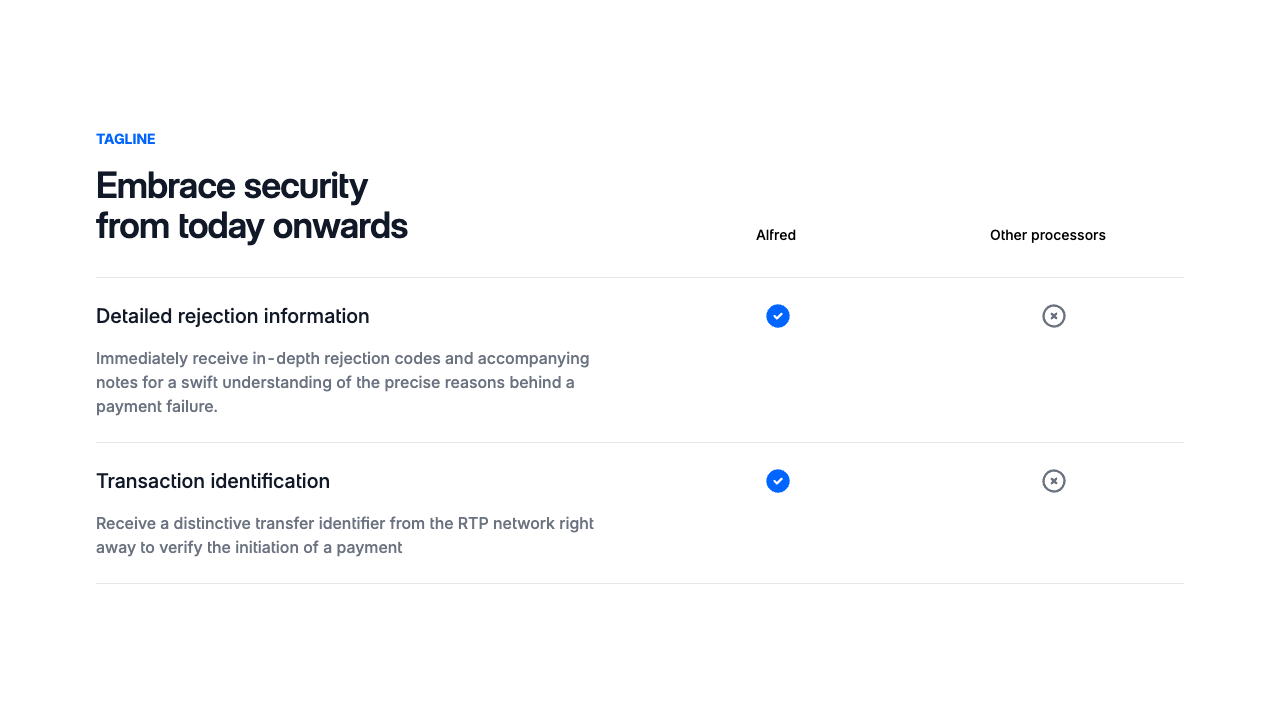 TAGLINE
Embrace security
from today onwards
Alfred
Other processors
Detailed rejection information
Immediately receive in-depth rejection codes and accompanying
notes for a swift understanding of the precise reasons behind a
payment failure.
Transaction identification
Receive a distinctive transfer identifier from the RTP network right
away to verify the initiation of a payment